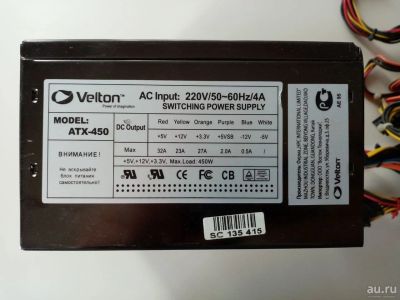 Velton
Power of Imagination
AC Input: 220V/50~60Hz/4A
SWITCHING POWER SUPPLY
MODEL:
ATX-450
DC Output
Red Yellow Orange Purple Blue White
+5V +12V +3.3V +5VSB -12V -5V
32A 23A 27A 2.0A 0.5A /
+5V,+12V,+3.3V, Max.Load: 450W
ВНИМАНИЕ!
Не вскрывайте
блок питания
самостоятельно!
FC CE CB
АЕ 95
SC 135 415
au.ru